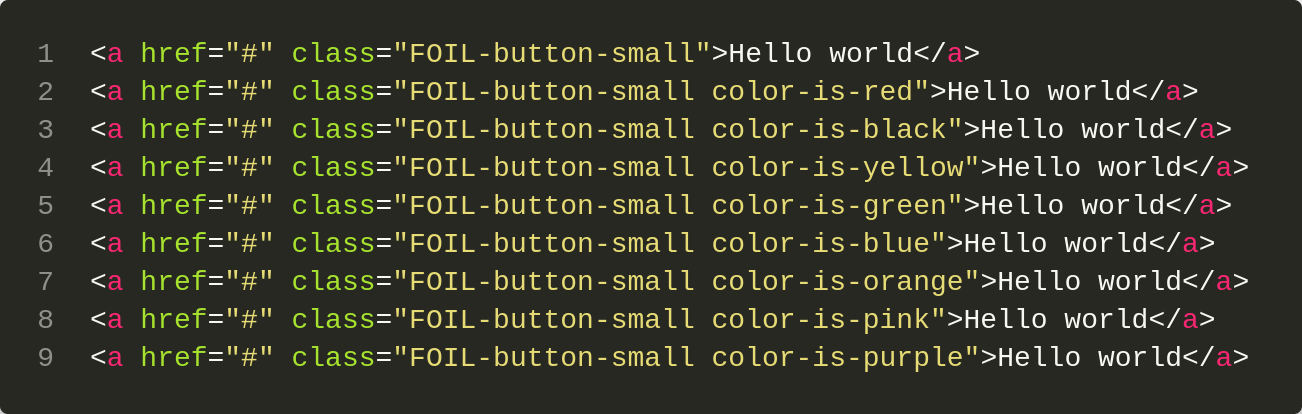 1 <a href="#" class="FOIL-button-small">Hello world</a>
2 <a href="#" class="FOIL-button-small color-is-red">Hello world</a>
3 <a href="#" class="FOIL-button-small color-is-black">Hello world</a>
4 <a href="#" class="FOIL-button-small color-is-yellow">Hello world</a>
5 <a href="#" class="FOIL-button-small color-is-green">Hello world</a>
6 <a href="#" class="FOIL-button-small color-is-blue">Hello world</a>
7 <a href="#" class="FOIL-button-small color-is-orange">Hello world</a>
8 <a href="#" class="FOIL-button-small color-is-pink">Hello world</a>
9 <a href="#" class="FOIL-button-small color-is-purple">Hello world</a>